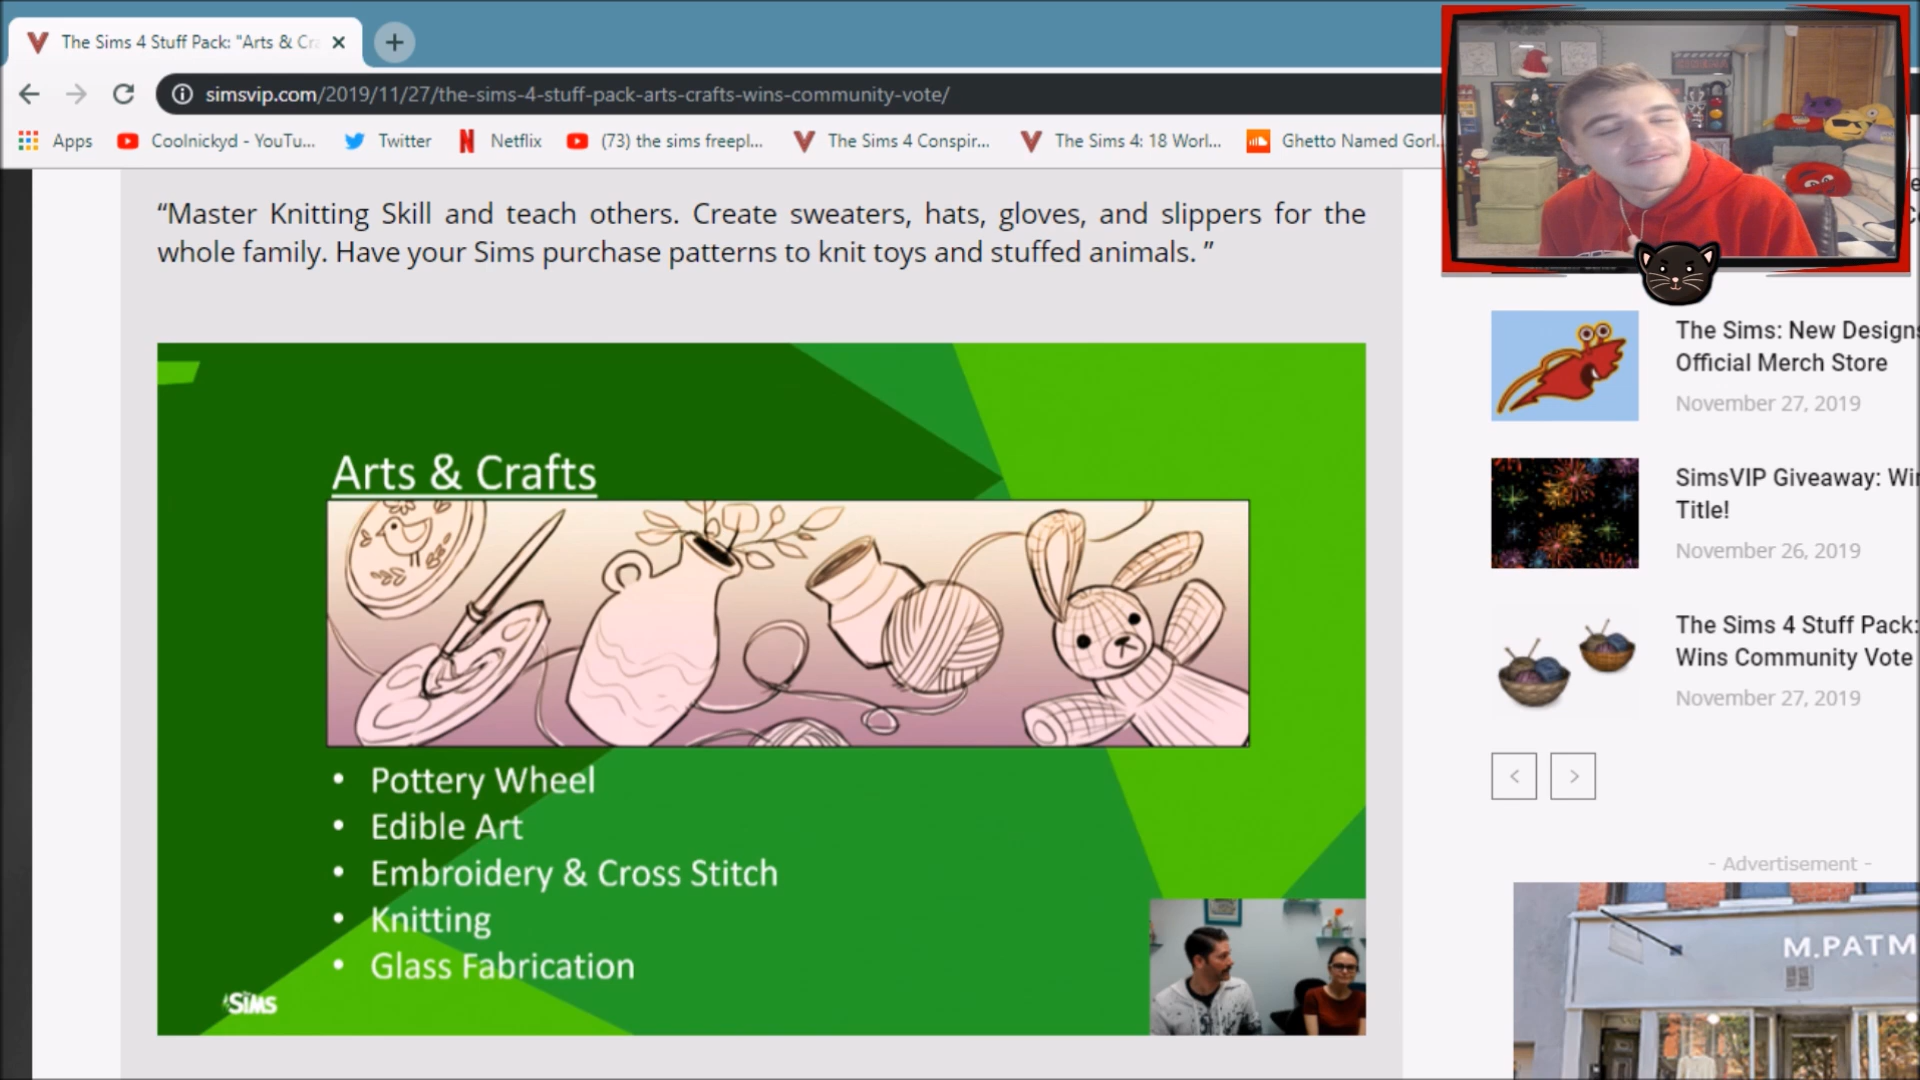 The Sims 4 Stuff Pack: "Arts & Cra
simsvip.com/2019/11/27/the-sims-4-stuff-pack-arts-crafts-wins-community-vote/
Apps
Coolnickyd - YouTu...
Twitter
Netflix
(73) the sims freepl...
The Sims 4 Conspir...
The Sims 4: 18 Worl...
Ghetto Named Gorl...
“Master Knitting Skill and teach others. Create sweaters, hats, gloves, and slippers for the
whole family. Have your Sims purchase patterns to knit toys and stuffed animals. ”
Arts & Crafts
• Pottery Wheel
• Edible Art
• Embroidery & Cross Stitch
• Knitting
• Glass Fabrication
The SIMS
The Sims: New Designs
Official Merch Store
November 27, 2019
SimsVIP Giveaway: Win
Title!
November 26, 2019
The Sims 4 Stuff Pack:
Wins Community Vote
November 27, 2019
- Advertisement -
M.PATM